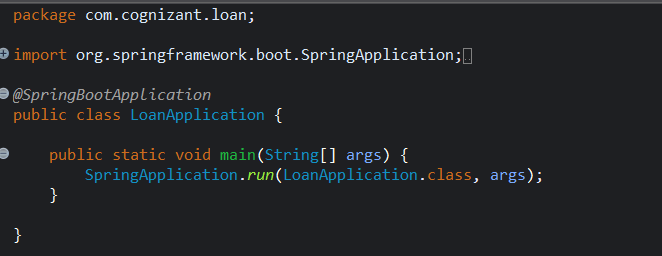 package com.cognizant.loan;
import org.springframework.boot.SpringApplication;
@SpringBootApplication
public class LoanApplication {
public static void main(String[] args) {
SpringApplication.run(LoanApplication.class, args);
}
}